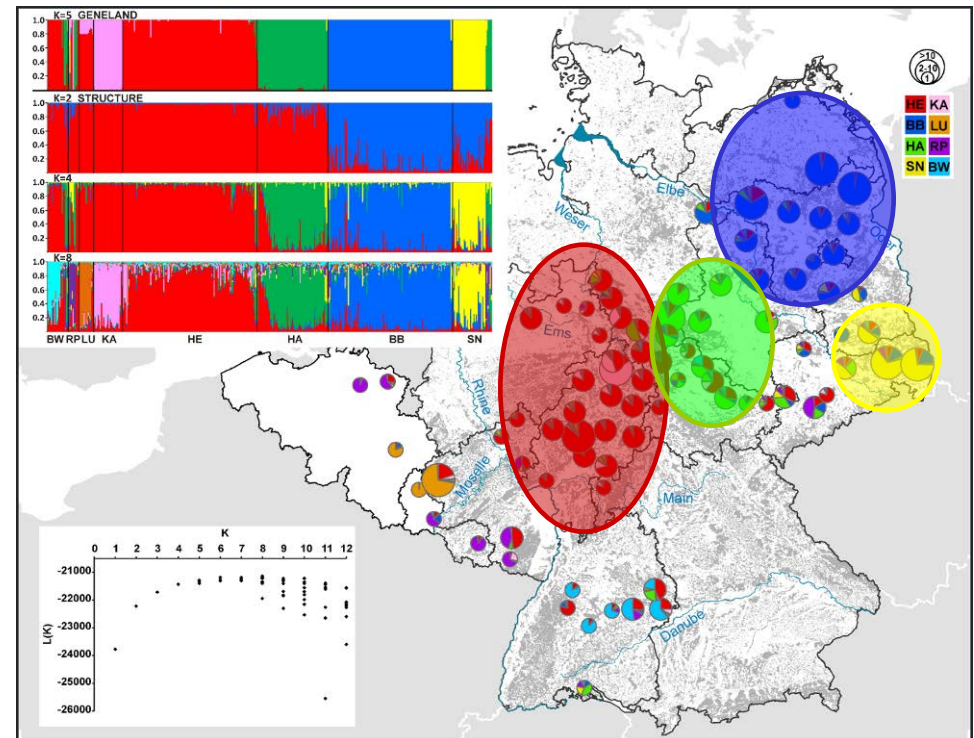 K=5 GENELAND
1.0
0.8
0.6
0.4
0.2
K=2 STRUCTURE
1.0
0.8
0.6
0.4
0.2
K=4
1.0
0.8
0.6
0.4
0.2
K=8
1.0
0.8
0.6
0.4
0.2
BW RP LU KA HE HA BB SN
>10
2-10
1
HE KA
BB LU
HA RP
SN BW
Elbe
Weser
Oder
Ems
Rhine
Moselle
Main
Danube
K
0 1 2 3 4 5 6 7 8 9 10 11 12
-21000
-22000
-23000
-24000
-25000
-26000
L(K)